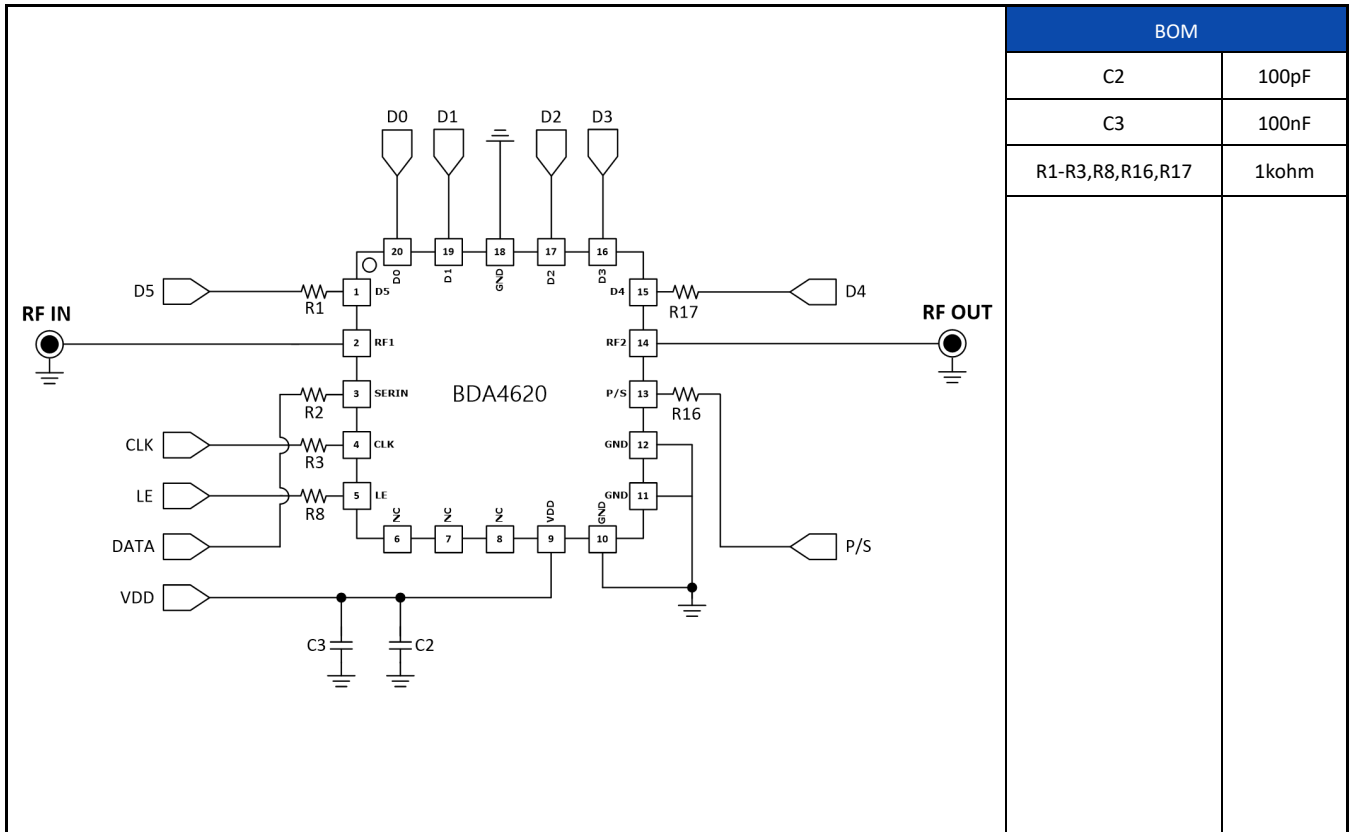 BOM
C2 100pF
C3 100nF
R1-R3,R8,R16,R17 1kohm
D0 D1 D2 D3
20 19 18 17 16
D0 D1 GND D2 D3
D5 R1 1 D5 D4 15 R17 D4
RF IN 2 RF1 RF2 14 RF OUT
R2 3 SERIN BDA4620 P/S 13 R16
CLK R3 4 CLK GND 12
LE R8 5 LE GND 11
NC NC NC VDD GND
6 7 8 9 10
DATA P/S
VDD
C3 C2